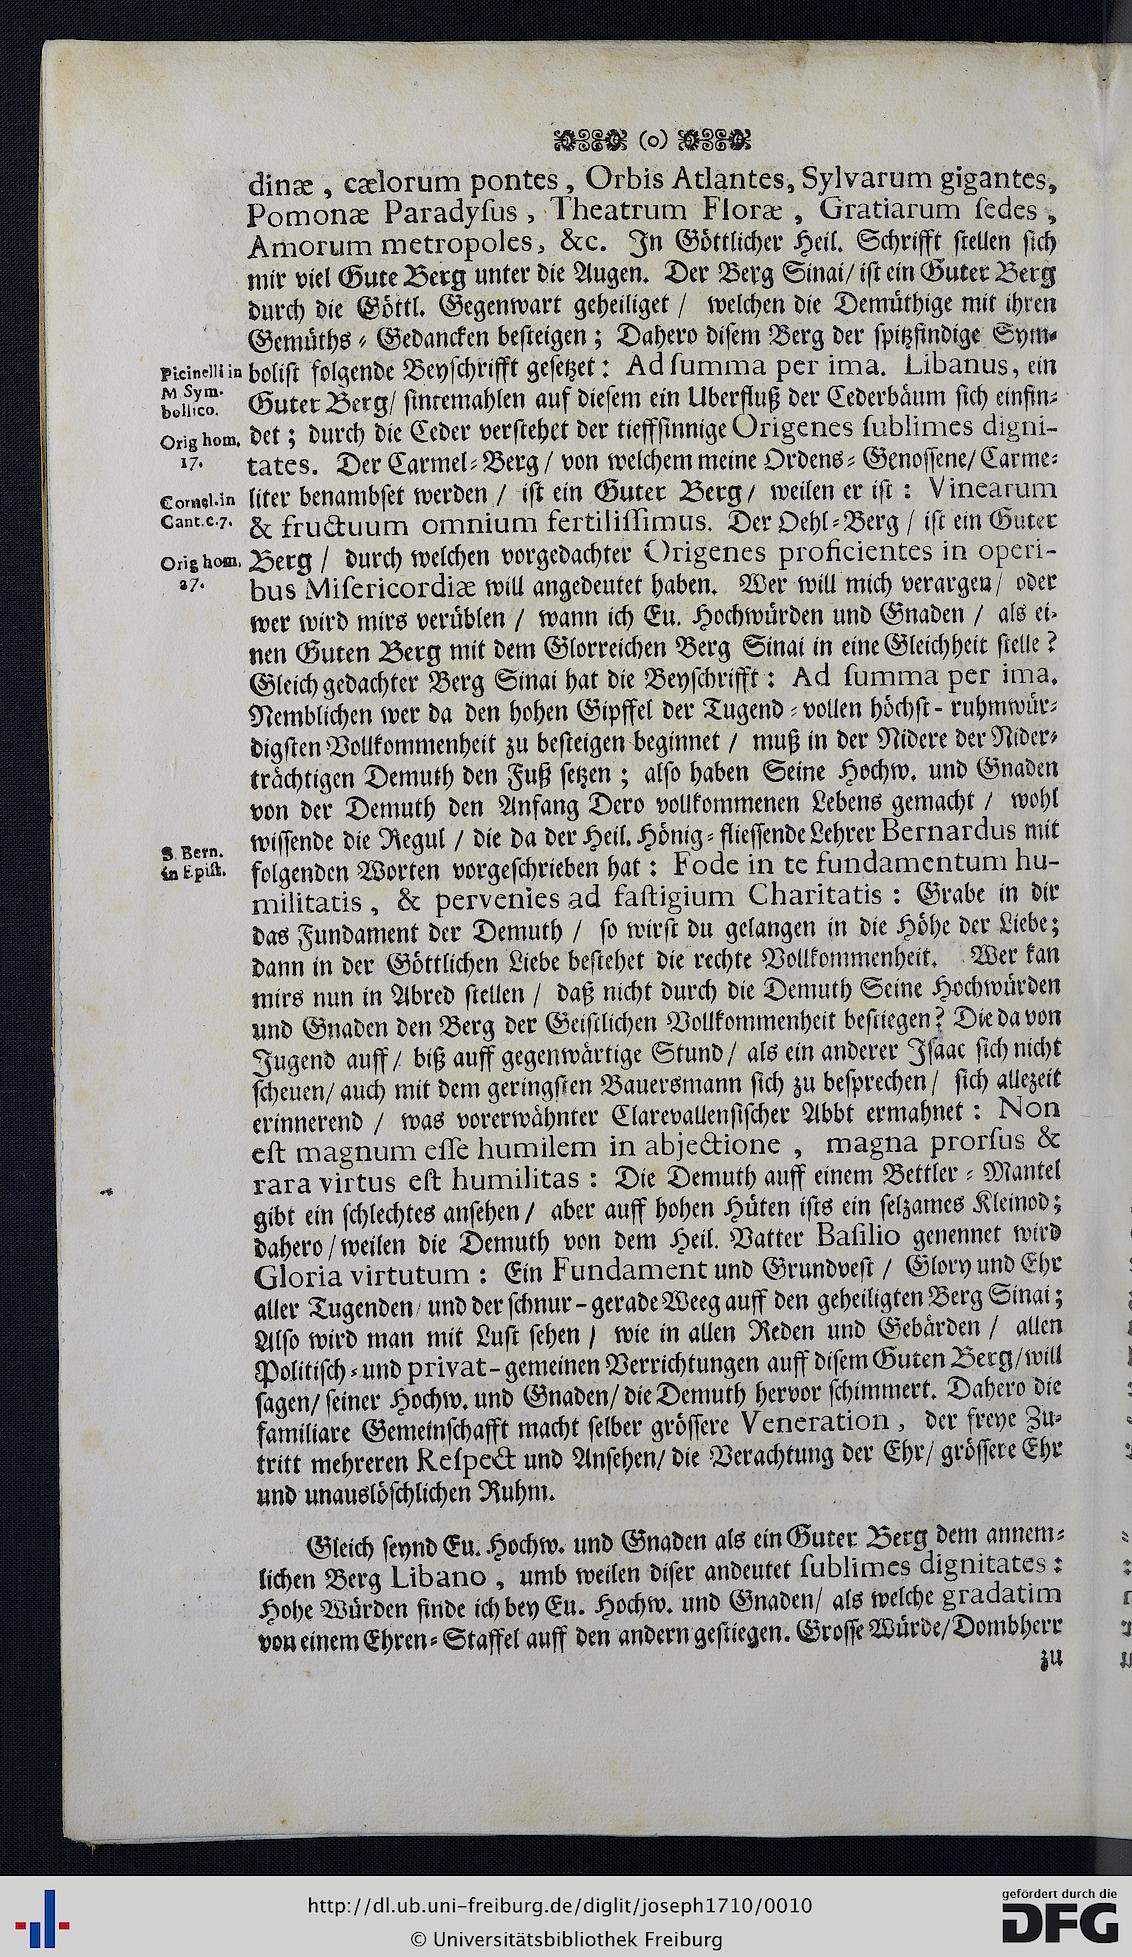 (o)
dinæ, cælorum pontes, Orbis Atlantes, Sylvarum gigantes,
Pomonæ Paradyſus, Theatrum Floræ, Gratiarum ſedes,
Amorum metropoles, &c. In Göttlicher Heil. Schrifft ſtellen ſich
mir viel Gute Berg unter die Augen. Der Berg Sinai/ iſt ein Guter Berg
durch die Göttl. Gegenwart geheiliget / welchen die Demüthige mit ihren
Gemüths-Gedancken beſteigen; Dahero diſem Berg der ſpitzfindige Sym-
Picinelli in
M Sym-
bollico.
boliſt folgende Beyſchrifft geſetzet: Ad ſumma per ima. Libanus, ein
Guter Berg/ ſintemahlen auf dieſem ein Uberfluß der Cederbäum ſich einfin-
Orig hom.
17.
det; durch die Ceder verſtehet der tieffſinnige Origenes ſublimes digni-
tates. Der Carmel-Berg/ von welchem meine Ordens-Genoſſene/ Carme-
Cornel. in
Cant. c. 7.
liter benambſet werden / iſt ein Guter Berg/ weilen er iſt: Vinearum
& fructuum omnium fertiliſſimus. Der Oehl-Berg / iſt ein Guter
Orig hom.
27.
Berg / durch welchen vorgedachter Origenes proficientes in operi-
bus Miſericordiæ will angedeutet haben. Wer will mich verargen/ oder
wer wird mirs verüblen / wann ich Eu. Hochwürden und Gnaden / als ei-
nen Guten Berg mit dem Glorreichen Berg Sinai in eine Gleichheit ſtelle?
Gleich gedachter Berg Sinai hat die Beyſchrifft: Ad ſumma per ima.
Nemblichen wer da den hohen Gipffel der Tugend-vollen höchſt-ruhmwür-
digſten Vollkommenheit zu beſteigen beginnet / muß in der Nidere der Nider-
trächtigen Demuth den Fuß ſetzen; alſo haben Seine Hochw. und Gnaden
von der Demuth den Anfang Dero vollkommenen Lebens gemacht / wohl
wiſſende die Regul / die da der Heil. Hönig-flieſſende Lehrer Bernardus mit
S. Bern.
in Epiſt.
folgenden Worten vorgeſchrieben hat: Fode in te fundamentum hu-
militatis, & pervenies ad faſtigium Charitatis: Grabe in dir
das Fundament der Demuth / ſo wirſt du gelangen in die Höhe der Liebe;
dann in der Göttlichen Liebe beſtehet die rechte Vollkommenheit. Wer kan
mirs nun in Abred ſtellen / daß nicht durch die Demuth Seine Hochwürden
und Gnaden den Berg der Geiſtlichen Vollkommenheit beſtiegen? Die da von
Jugend auff/ biß auff gegenwärtige Stund/ als ein anderer Iſaac ſich nicht
ſcheuen/ auch mit dem geringſten Bauersmann ſich zu beſprechen/ ſich allezeit
erinnerend / was vorerwähnter Clarevallenſiſcher Abbt ermahnet: Non
eſt magnum eſſe humilem in abjectione, magna prorſus &
rara virtus eſt humilitas: Die Demuth auff einem Bettler-Mantel
gibt ein ſchlechtes anſehen/ aber auff hohen Hüten iſts ein ſelzames Kleinod;
dahero/ weilen die Demuth von dem Heil. Vatter Baſilio genennet wird
Gloria virtutum: Ein Fundament und Grundveſt / Glory und Ehr
aller Tugenden/ und der ſchnur-gerade Weeg auff den geheiligten Berg Sinai;
Alſo wird man mit Luſt ſehen / wie in allen Reden und Gebärden / allen
Politiſch-und privat-gemeinen Verrichtungen auff diſem Guten Berg/ will
ſagen/ ſeiner Hochw. und Gnaden/ die Demuth hervor ſchimmert. Dahero die
familiare Gemeinſchafft macht ſelber gröſſere Veneration, der freye Zu-
tritt mehreren Reſpect und Anſehen/ die Verachtung der Ehr/ gröſſere Ehr
und unauslöſchlichen Ruhm.
Gleich ſeynd Eu. Hochw. und Gnaden als ein Guter Berg dem annem-
lichen Berg Libano, umb weilen diſer andeutet ſublimes dignitates:
Hohe Würden finde ich bey Eu. Hochw. und Gnaden/ als welche gradatim
von einem Ehren-Staffel auff den andern geſtiegen. Groſſe Würde/ Dombherr
zu
http://dl.ub.uni-freiburg.de/diglit/joseph1710/0010
© Universitätsbibliothek Freiburg
gefördert durch die
DFG